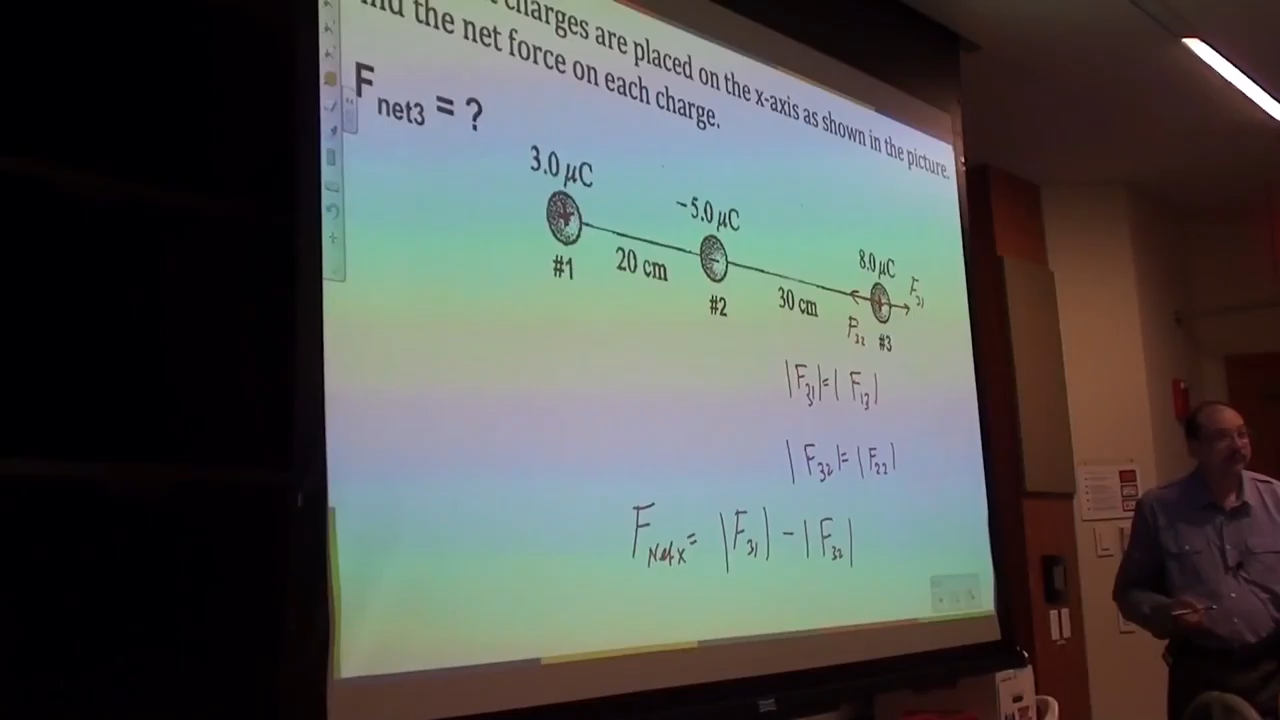 charges are placed on the x-axis as shown in the picture.
the net force on each charge.
F net3 = ?
3.0 μC
-5.0 μC
8.0 μC
20 cm
30 cm
#1
#2
#3
F31
F32
|F31|=|F13|
|F32|=|F22|
FNetx= |F31| - |F32|